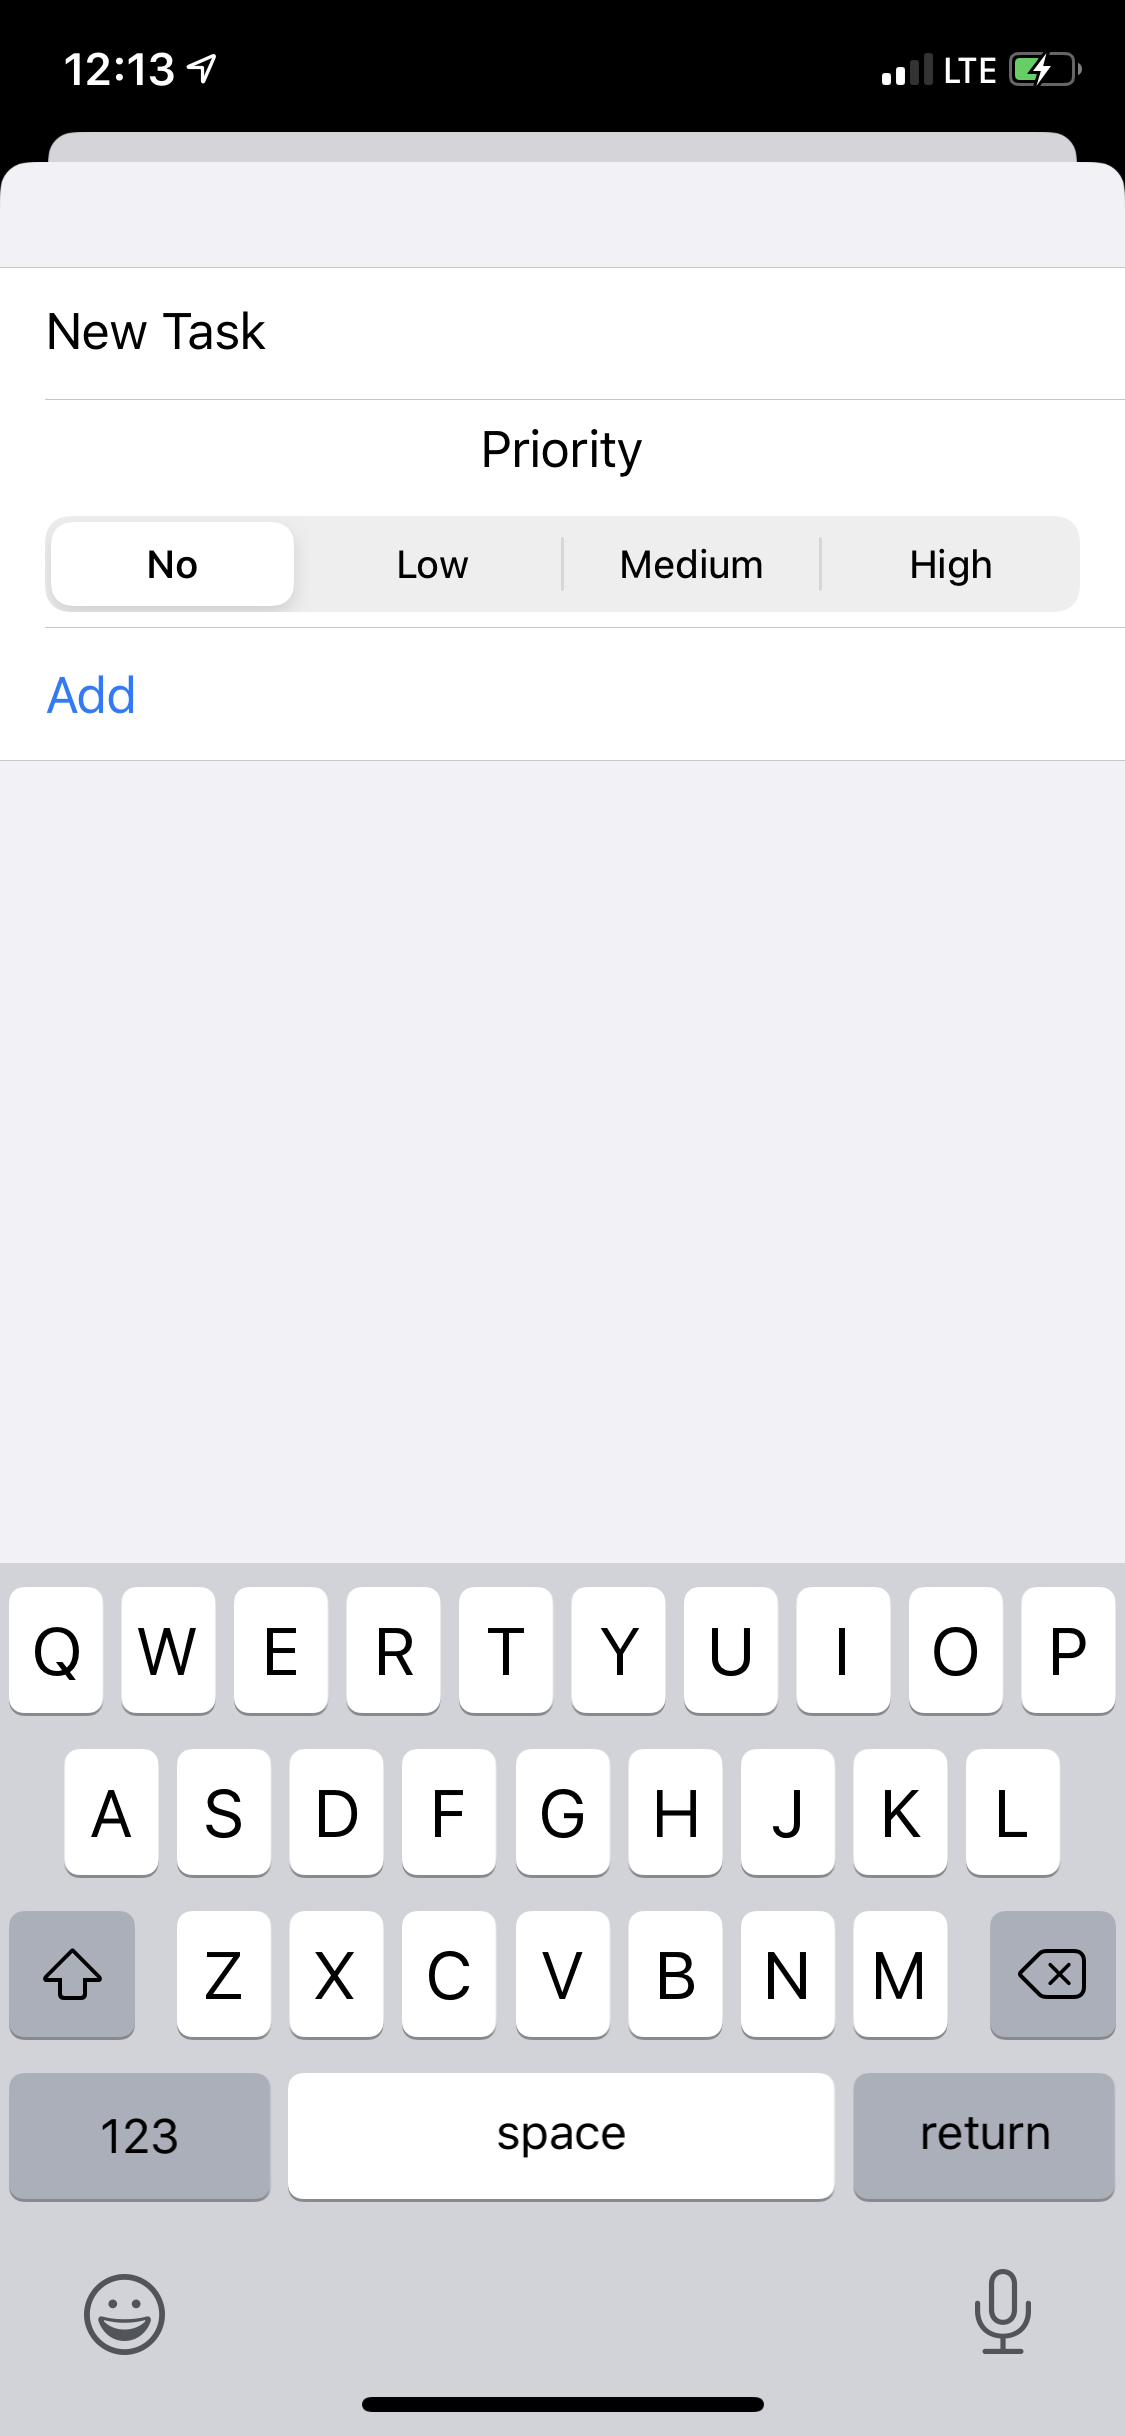 12:13 LTE
New Task
Priority
No Low Medium High
Add
Q W E R T Y U I O P
A S D F G H J K L
Z X C V B N M
123 space return